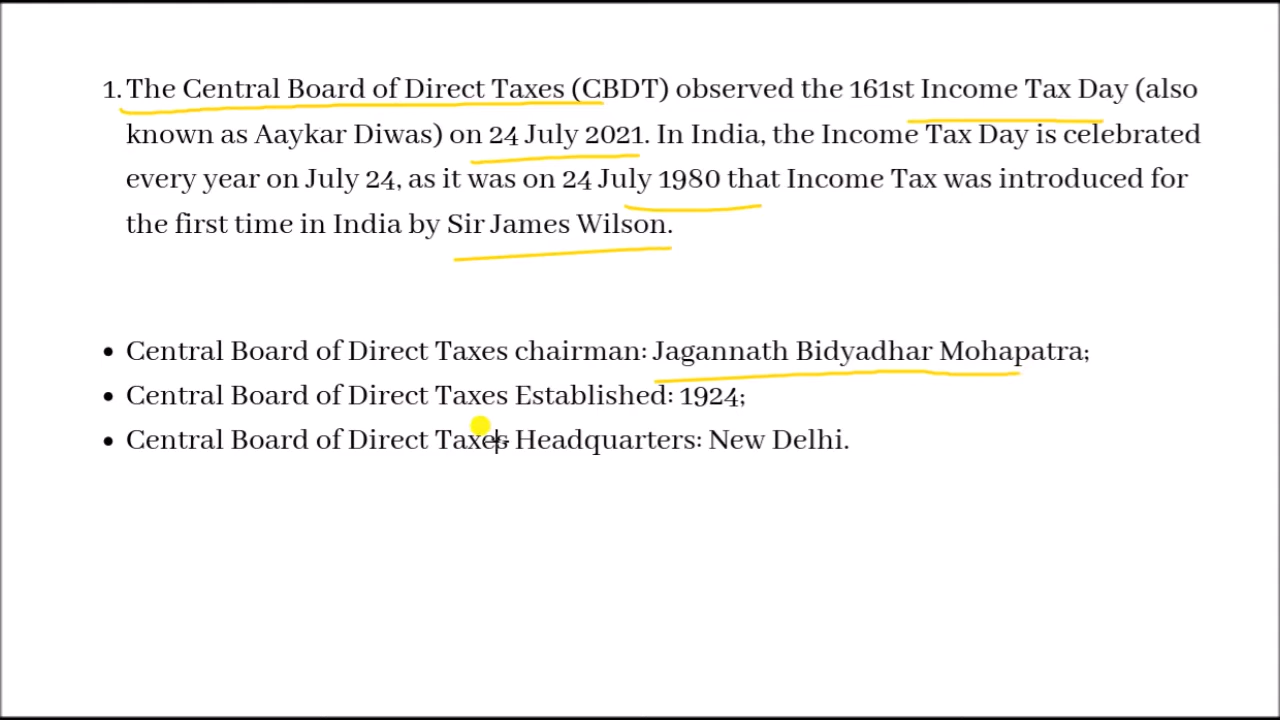 1. The Central Board of Direct Taxes (CBDT) observed the 161st Income Tax Day (also
known as Aaykar Diwas) on 24 July 2021. In India, the Income Tax Day is celebrated
every year on July 24, as it was on 24 July 1980 that Income Tax was introduced for
the first time in India by Sir James Wilson.
• Central Board of Direct Taxes chairman: Jagannath Bidyadhar Mohapatra;
• Central Board of Direct Taxes Established: 1924;
• Central Board of Direct Taxes Headquarters: New Delhi.